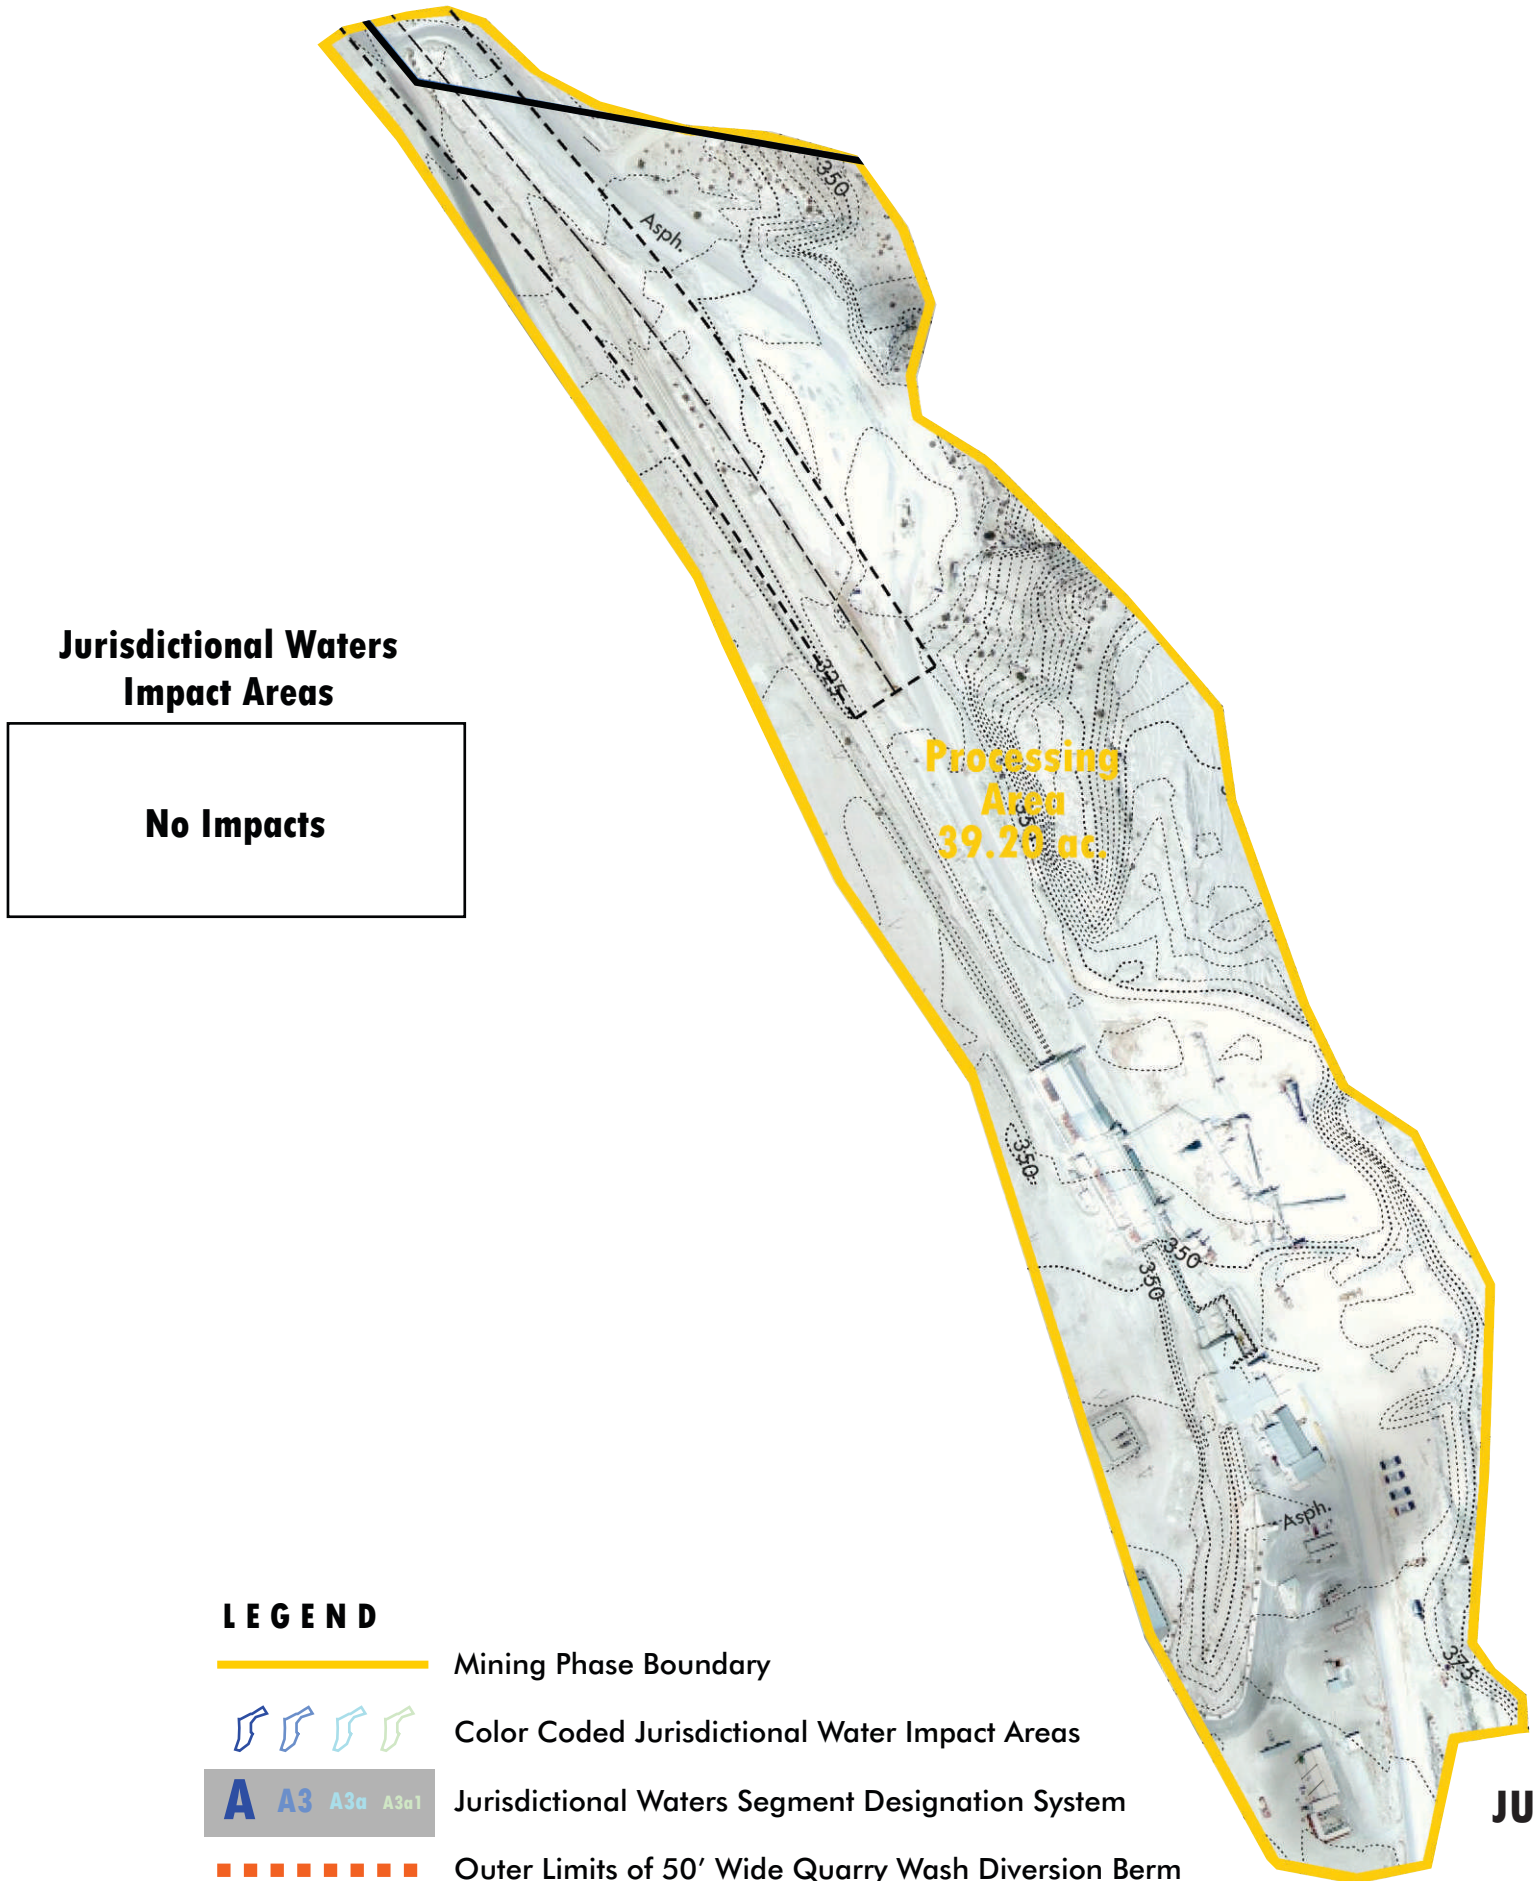 350
Asph.
Jurisdictional Waters
Impact Areas
No Impacts
325
Processing
Area
39.20 ac.
350
350
350
Asph.
375
LEGEND
Mining Phase Boundary
Color Coded Jurisdictional Water Impact Areas
A A3 A3a A3a1
Jurisdictional Waters Segment Designation System
JU
Outer Limits of 50’ Wide Quarry Wash Diversion Berm